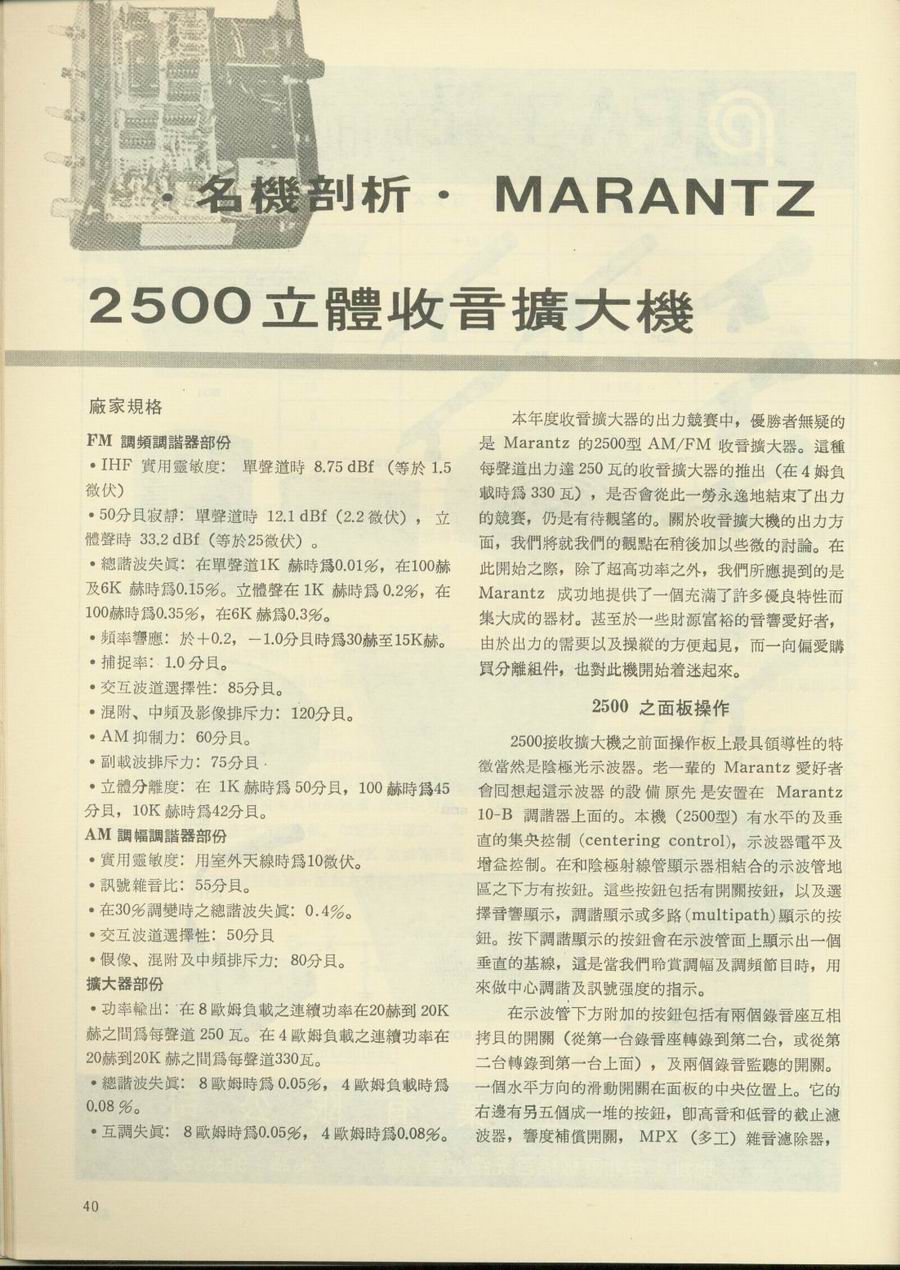 ·名機剖析· MARANTZ
2500立體收音擴大機
廠家規格
FM 調頻調諧器部份
•IHF 實用靈敏度： 單聲道時 8.75 dBf （等於 1.5
微伏）
•50分貝寂靜：單聲道時 12.1 dBf（2.2 微伏）， 立
體聲時 33.2 dBf（等於25微伏）。
•總諧波失眞：在單聲道1K 赫時爲0.01%，在100赫
及6K 赫時爲0.15%。立體聲在 1K 赫時爲 0.2%，在
100赫時爲0.35%，在6K 赫爲0.3%。
•頻率響應：於＋0.2，－1.0分貝時爲30赫至15K赫。
•捕捉率：1.0 分貝。
•交互波道選擇性：85分貝。
•混附、中頻及影像排斥力：120分貝。
•AM 抑制力：60分貝。
•副載波排斥力：75分貝．
•立體分離度：在 1K 赫時爲 50分貝，100 赫時爲45
分貝，10K 赫時爲42分貝。
AM 調幅調諧器部份
•實用靈敏度：用室外天線時爲10微伏。
•訊號雜音比：55分貝。
•在30%調變時之總諧波失眞：0.4%。
•交互波道選擇性：50分貝
•假像、混附及中頻排斥力：80分貝。
擴大器部份
•功率輸出：在 8 歐姆負載之連續功率在20赫到 20K
赫之間爲每聲道 250 瓦。在 4 歐姆負載之連續功率在
20赫到20K 赫之間爲每聲道330瓦。
•總諧波失眞： 8 歐姆時爲 0.05%， 4 歐姆負載時爲
0.08 %。
•互調失眞： 8 歐姆時爲0.05%， 4 歐姆時爲0.08%。
本年度收音擴大器的出力競賽中，優勝者無疑的
是 Marantz 的2500型 AM/FM 收音擴大器。這種
每聲道出力達 250 瓦的收音擴大器的推出（在 4 姆負
載時爲 330 瓦），是否會從此一勞永逸地結束了出力
的競賽，仍是有待觀望的。關於收音擴大機的出力方
面，我們將就我們的觀點在稍後加以些微的討論。在
此開始之際，除了超高功率之外，我們所應提到的是
Marantz 成功地提供了一個充滿了許多優良特性而
集大成的器材。甚至於一些財源富裕的音響愛好者，
由於出力的需要以及操縱的方便起見，而一向偏愛購
買分離組件，也對此機開始着迷起來。
2500 之面板操作
2500接收擴大機之前面操作板上最具領導性的特
徵當然是陰極光示波器。老一輩的 Marantz 愛好者
會回想起這示波器 的設 備 原先 是安置在 Marantz
10-B 調諧器上面的。本機（2500型）有水平的及垂
直的集央控制 (centering control)，示波器電平及
增益控制。在和陰極射線管顯示器相結合的示波管地
區之下方有按鈕。這些按鈕包括有開關按鈕，以及選
擇音響顯示，調諧顯示或多路(multipath)顯示的按
鈕。按下調諧顯示的按鈕會在示波管面上顯示出一個
垂直的基線，這是當我們聆賞調幅及調頻節目時，用
來做中心調諧及訊號强度的指示。
在示波管下方附加的按鈕包括有兩個錄音座互相
拷貝的開關（從第一台錄音座轉錄到第二台，或從第
二台轉錄到第一台上面），及兩個錄音監聽的開關。
一個水平方向的滑動開關在面板的中央位置上。它的
右邊有另五個成一堆的按鈕，卽高音和低音的截止濾
波器，響度補償開關， MPX （多工）雜音濾除器，
40